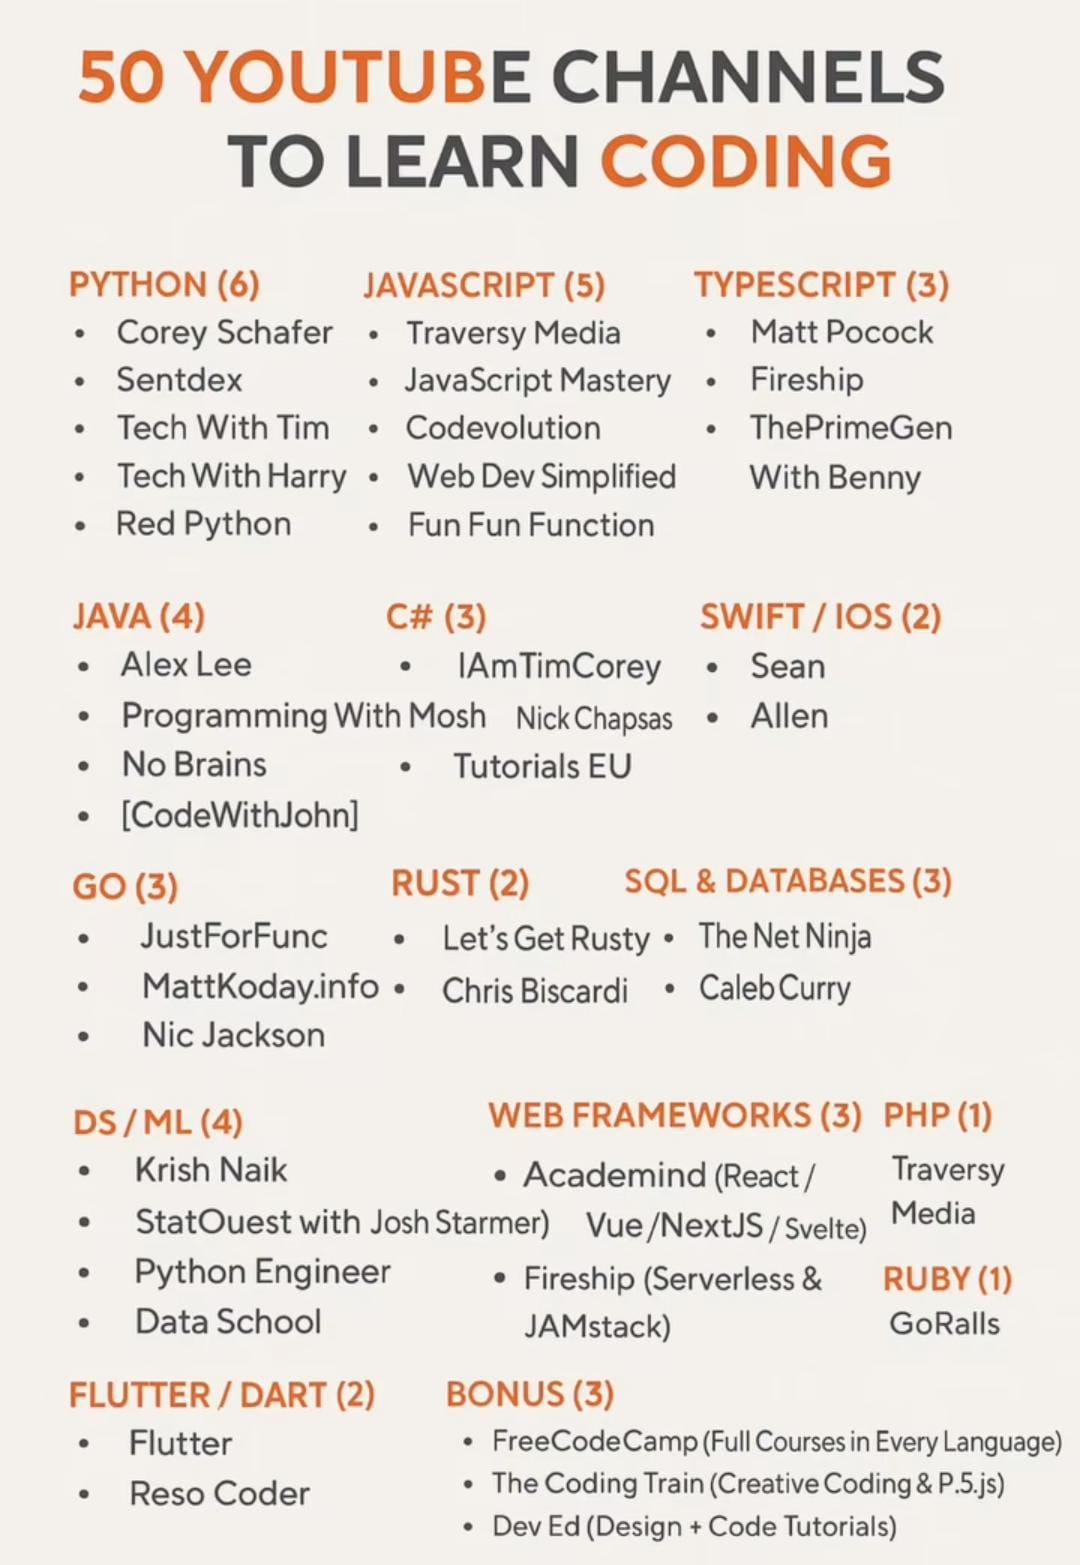 50 YOUTUBE CHANNELS
TO LEARN CODING
PYTHON (6)
• Corey Schafer
• Sentdex
• Tech With Tim
• Tech With Harry
• Red Python
JAVASCRIPT (5)
• Traversy Media
• JavaScript Mastery
• Codevolution
• Web Dev Simplified
• Fun Fun Function
TYPESCRIPT (3)
• Matt Pocock
• Fireship
• ThePrimeGen
With Benny
JAVA (4)
• Alex Lee
• Programming With Mosh
• No Brains
• [CodeWithJohn]
C# (3)
• IAmTimCorey
Nick Chapsas
• Tutorials EU
SWIFT / IOS (2)
• Sean
• Allen
GO (3)
• JustForFunc
• MattKoday.info
• Nic Jackson
RUST (2)
• Let's Get Rusty
• Chris Biscardi
SQL & DATABASES (3)
• The Net Ninja
• Caleb Curry
DS / ML (4)
• Krish Naik
• StatOuest with Josh Starmer)
• Python Engineer
• Data School
WEB FRAMEWORKS (3)
• Academind (React /
Vue /NextJS / Svelte)
• Fireship (Serverless &
JAMstack)
PHP (1)
Traversy
Media
RUBY (1)
GoRalls
FLUTTER / DART (2)
• Flutter
• Reso Coder
BONUS (3)
• FreeCodeCamp (Full Courses in Every Language)
• The Coding Train (Creative Coding & P.5.js)
• Dev Ed (Design + Code Tutorials)